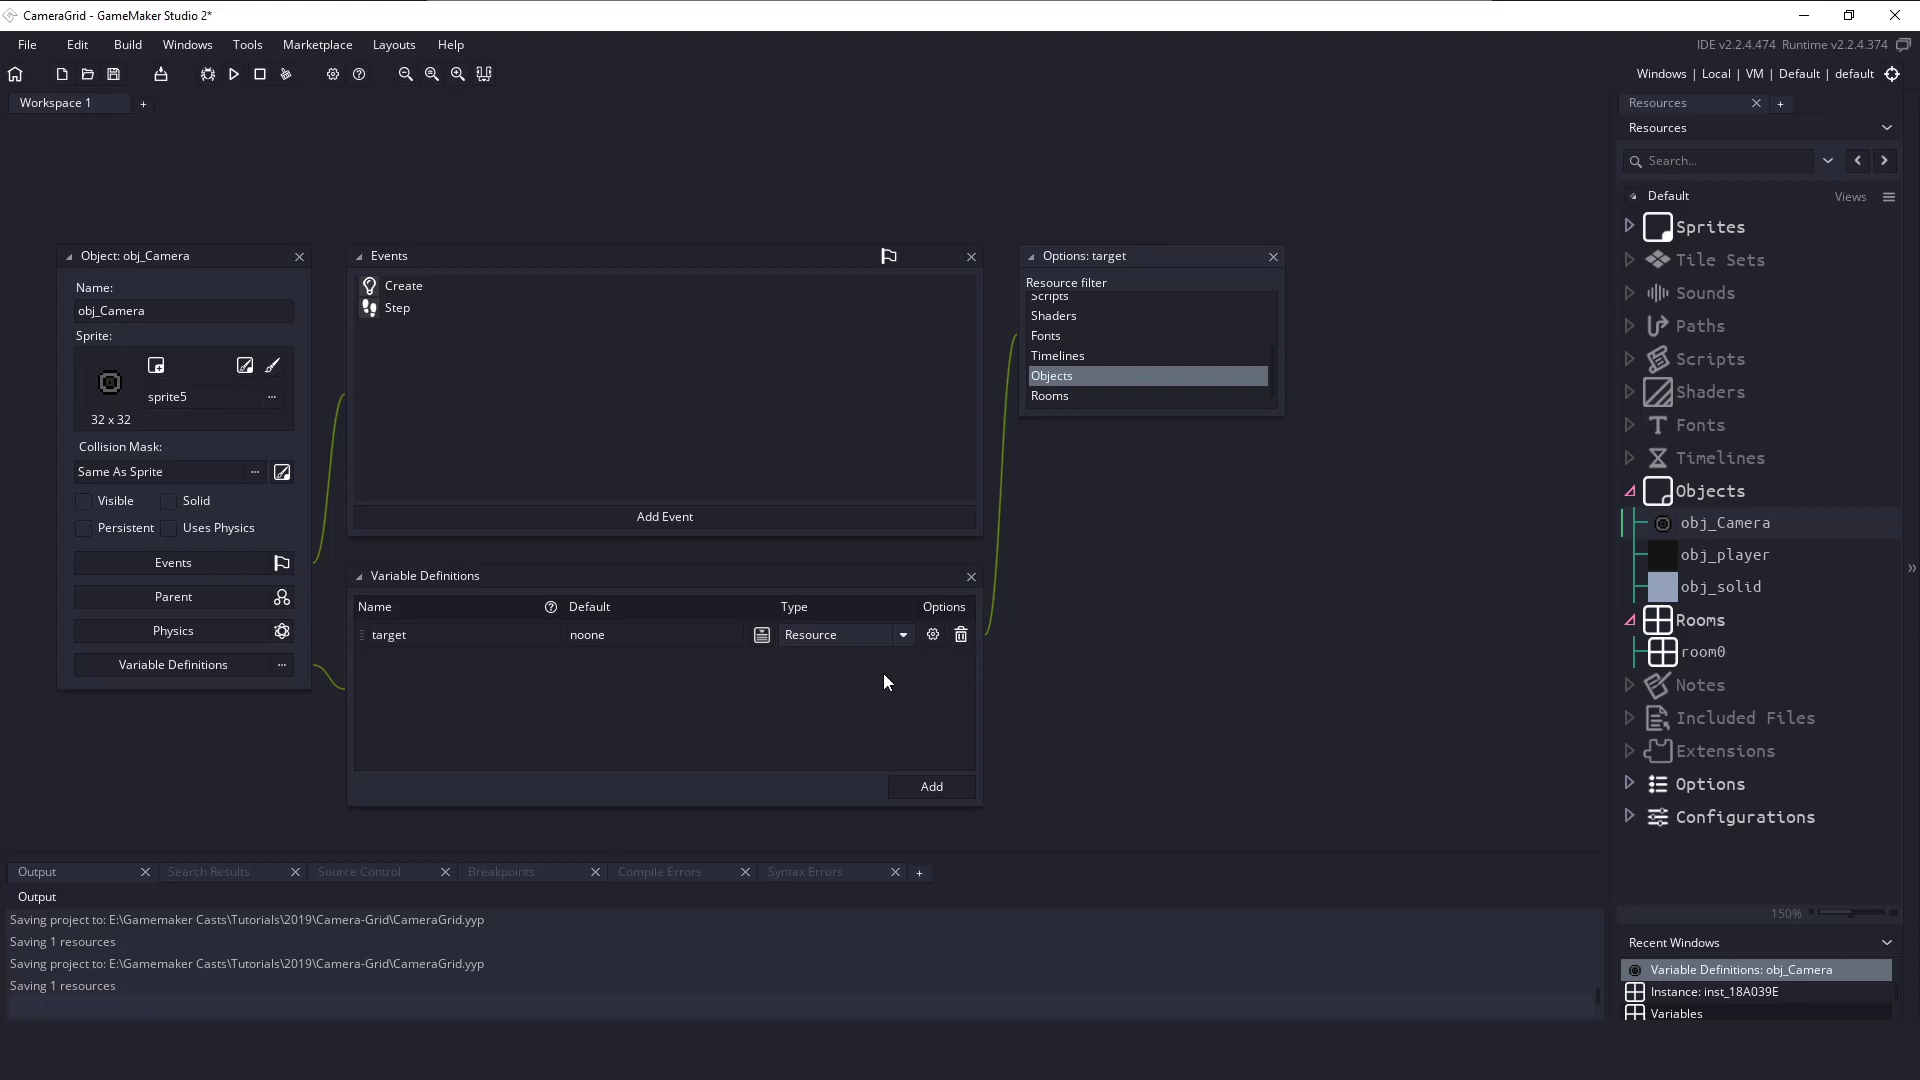 CameraGrid - GameMaker Studio 2*
File Edit Build Windows Tools Marketplace Layouts Help
IDE v2.2.4.474 Runtime v2.2.4.374
Windows | Local | VM | Default | default
Workspace 1 +
Resources
Resources
Search...
Default Views
Sprites
Tile Sets
Sounds
Paths
Scripts
Shaders
Fonts
Timelines
Objects
obj_Camera
obj_player
obj_solid
Rooms
room0
Notes
Included Files
Extensions
Options
Configurations
150%
Recent Windows
Variable Definitions: obj_Camera
Instance: inst_18A039E
Variables
Object: obj_Camera
Name:
obj_Camera
Sprite:
sprite5
32 x 32
Collision Mask:
Same As Sprite
Visible Solid
Persistent Uses Physics
Events
Parent
Physics
Variable Definitions
Events
Create
Step
Add Event
Variable Definitions
Name Default Type Options
target noone Resource
Add
Options: target
Resource filter
Scripts
Shaders
Fonts
Timelines
Objects
Rooms
Output Search Results Source Control Breakpoints Compile Errors Syntax Errors +
Output
Saving project to: E:\Gamemaker Casts\Tutorials\2019\Camera-Grid\CameraGrid.yyp
Saving 1 resources
Saving project to: E:\Gamemaker Casts\Tutorials\2019\Camera-Grid\CameraGrid.yyp
Saving 1 resources